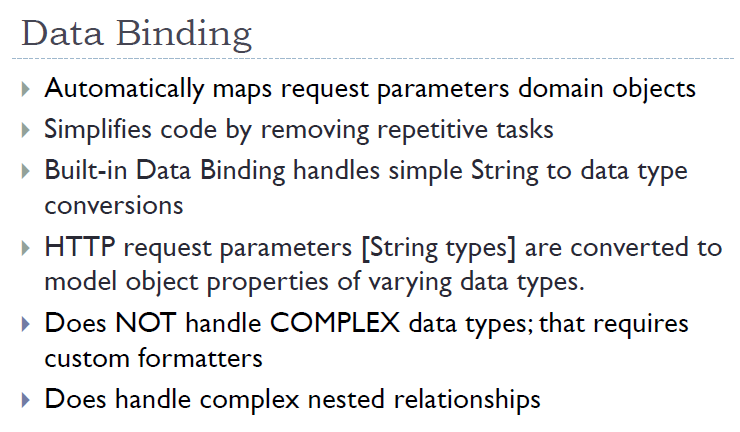 Data Binding
Automatically maps request parameters domain objects
Simplifies code by removing repetitive tasks
Built-in Data Binding handles simple String to data type
conversions
HTTP request parameters [String types] are converted to
model object properties of varying data types.
Does NOT handle COMPLEX data types; that requires
custom formatters
Does handle complex nested relationships